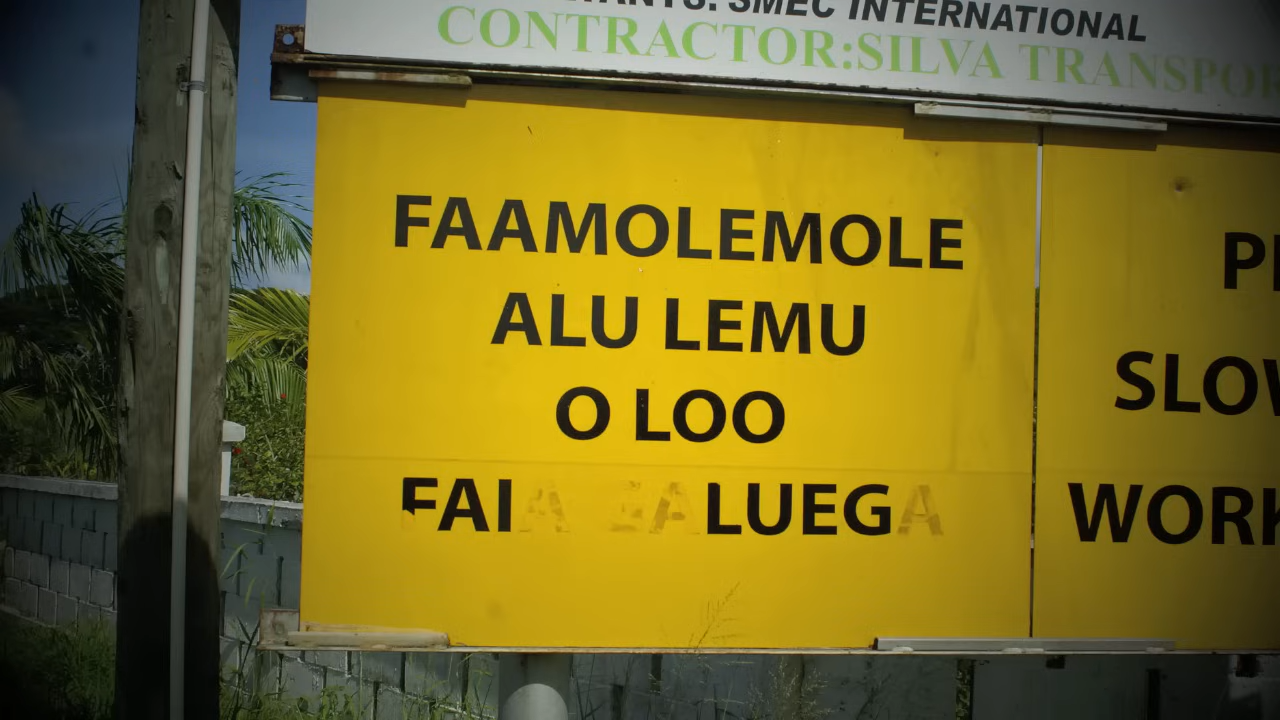 SMEC INTERNATIONAL
CONTRACTOR:SILVA TRANSPOR
FAAMOLEMOLE
ALU LEMU
O LOO
FAIA GALUEGA
SLOW
WORK